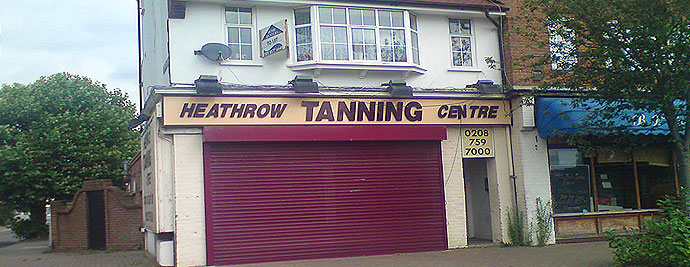 HEATHROW TANNING CENTRE
0208
759
7000